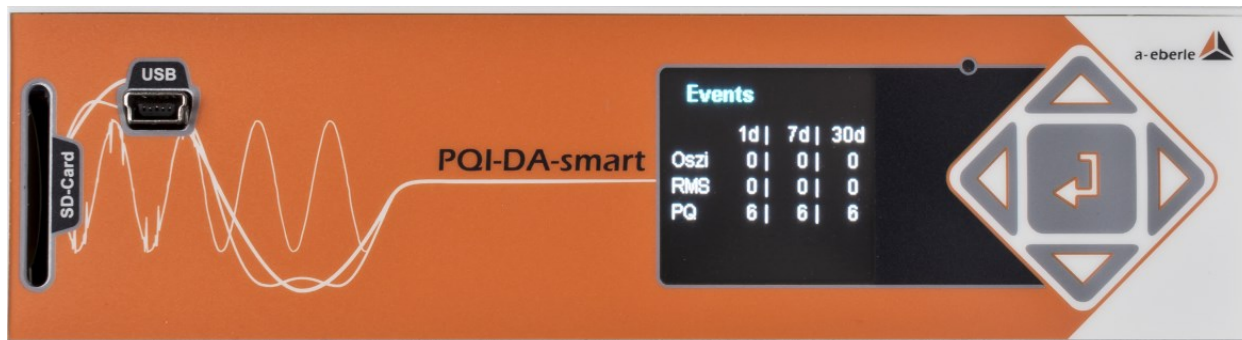 USB
SD-Card
PQI-DA-smart
Events
1d| 7d| 30d
Oszi 0| 0| 0
RMS 0| 0| 0
PQ 6| 6| 6
a-eberle